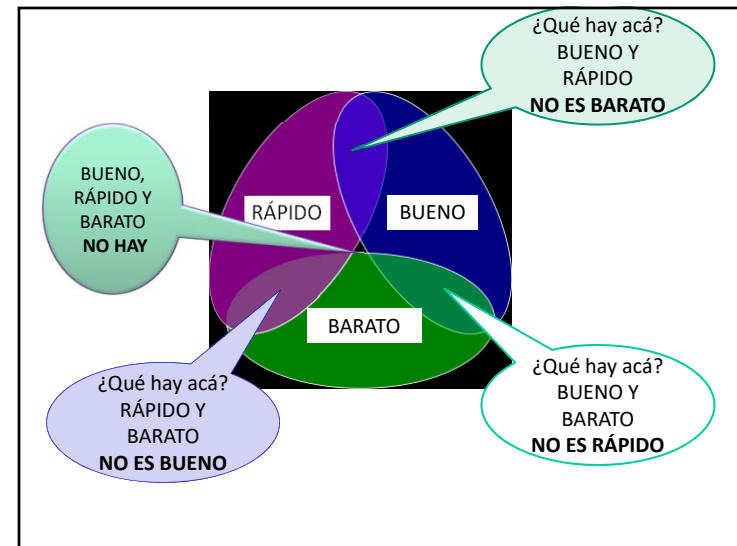 ¿Qué hay acá?
BUENO Y
RÁPIDO
NO ES BARATO
BUENO,
RÁPIDO Y
BARATO
NO HAY
RÁPIDO
BUENO
BARATO
¿Qué hay acá?
RÁPIDO Y
BARATO
NO ES BUENO
¿Qué hay acá?
BUENO Y
BARATO
NO ES RÁPIDO